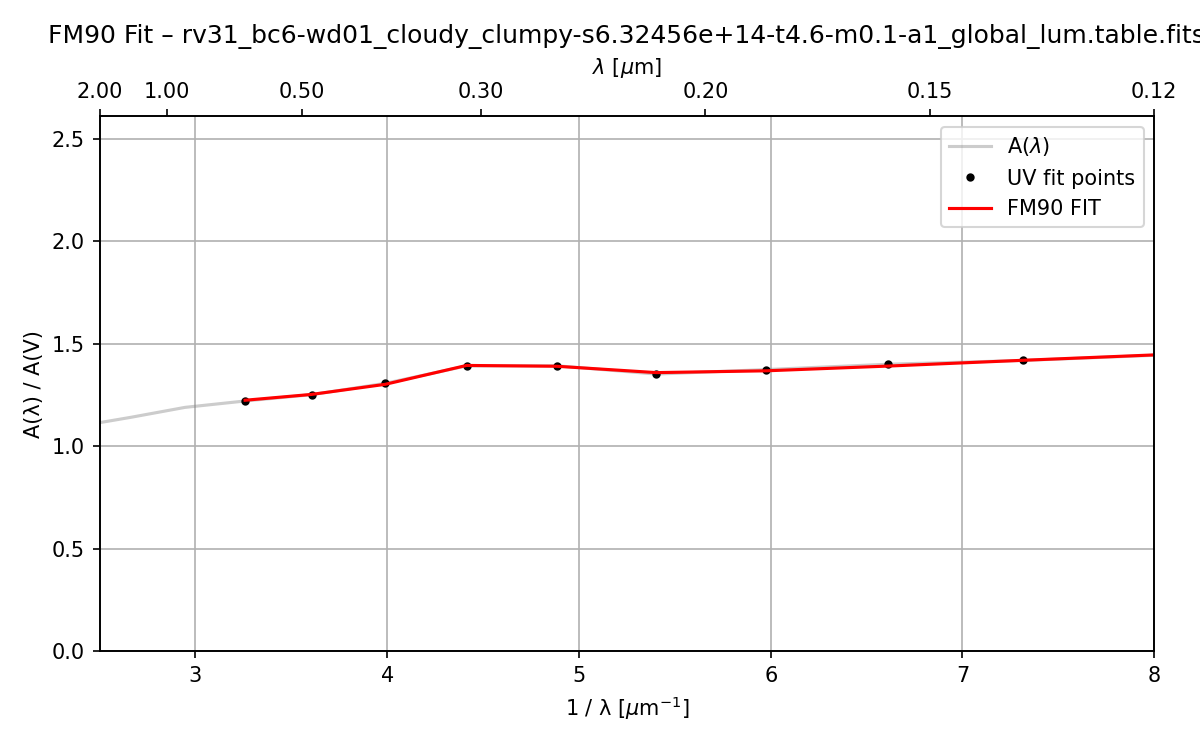 FM90 Fit – rv31_bc6-wd01_cloudy_clumpy-s6.32456e+14-t4.6-m0.1-a1_global_lum.table.fits
λ [μm]
2.00 1.00 0.50 0.30 0.20 0.15 0.12
A(λ)
UV fit points
FM90 FIT
2.5
2.0
1.5
1.0
0.5
0.0
A(λ) / A(V)
3 4 5 6 7 8
1 / λ [μm⁻¹]